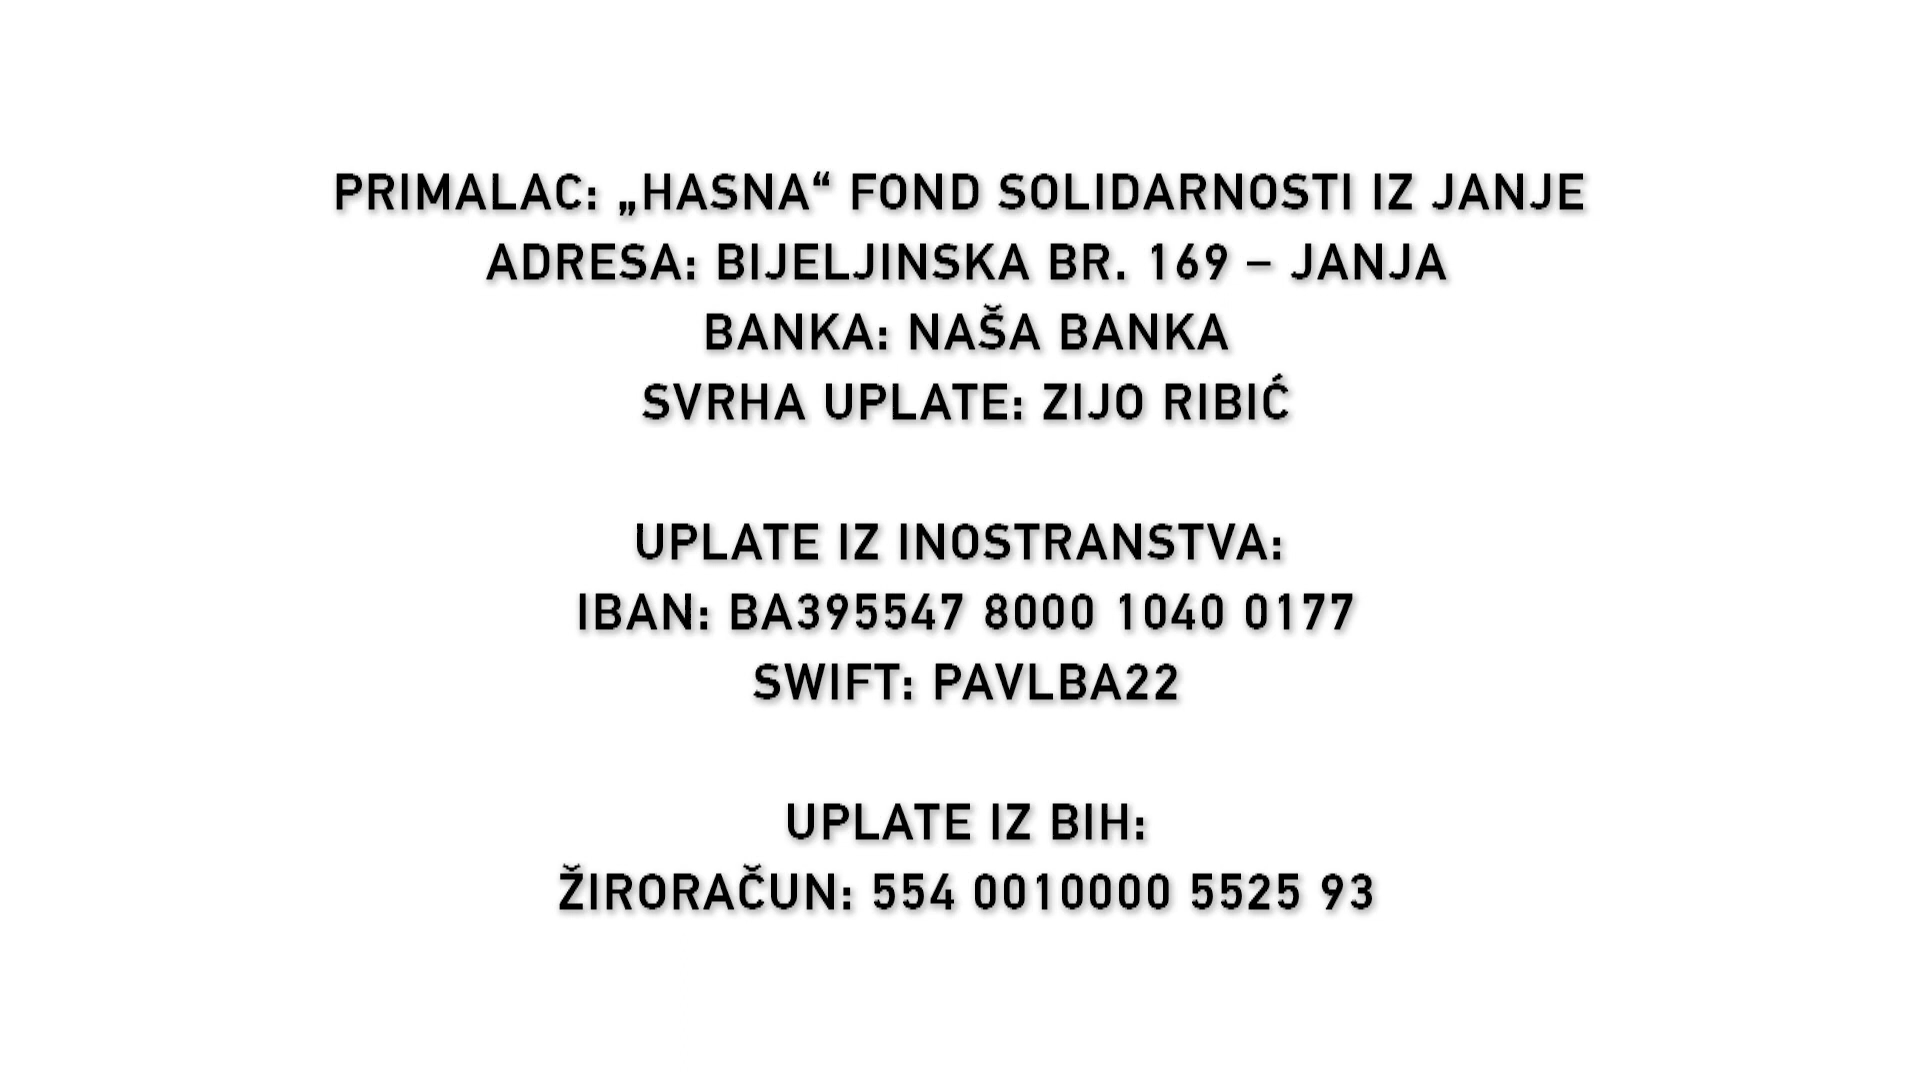 PRIMALAC: „HASNA“ FOND SOLIDARNOSTI IZ JANJE
ADRESA: BIJELJINSKA BR. 169 – JANJA
BANKA: NAŠA BANKA
SVRHA UPLATE: ZIJO RIBIĆ
UPLATE IZ INOSTRANSTVA:
IBAN: BA395547 8000 1040 0177
SWIFT: PAVLBA22
UPLATE IZ BIH:
ŽIRORAČUN: 554 0010000 5525 93